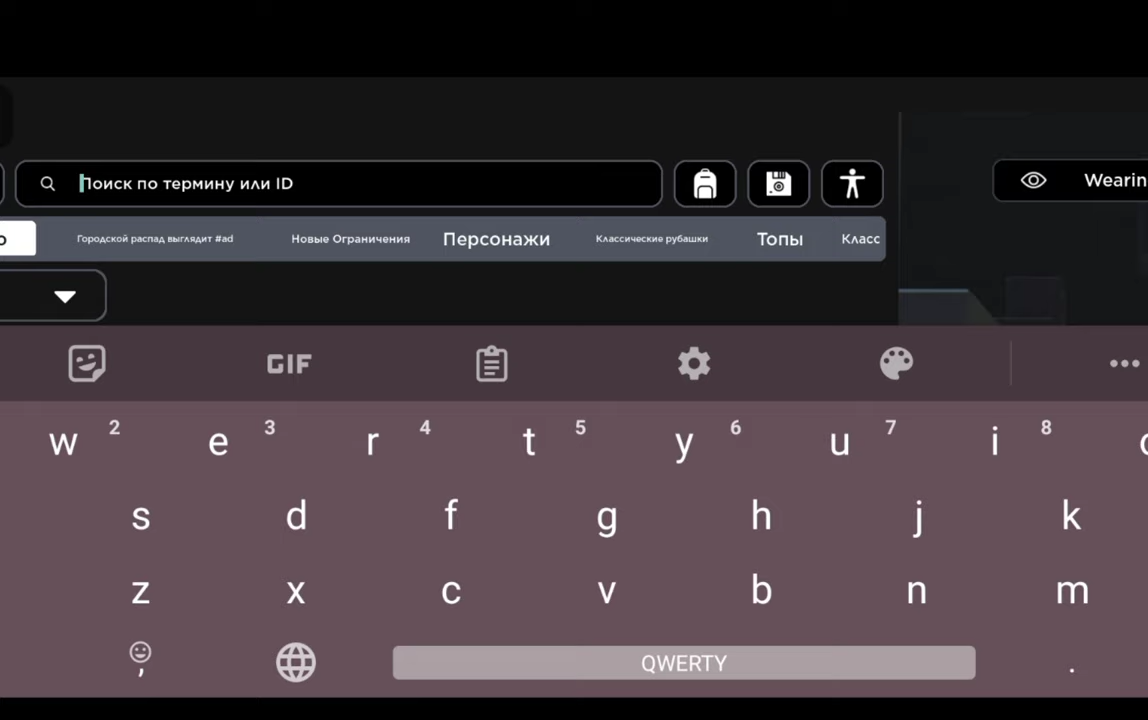 Поиск по термину или ID
Wearin
о Городской распад выглядит #ad Новые Ограничения Персонажи Классические рубашки Топы Класс
GIF
w 2 e 3 r 4 t 5 y 6 u 7 i 8
s d f g h j k
z x c v b n m
, QWERTY .